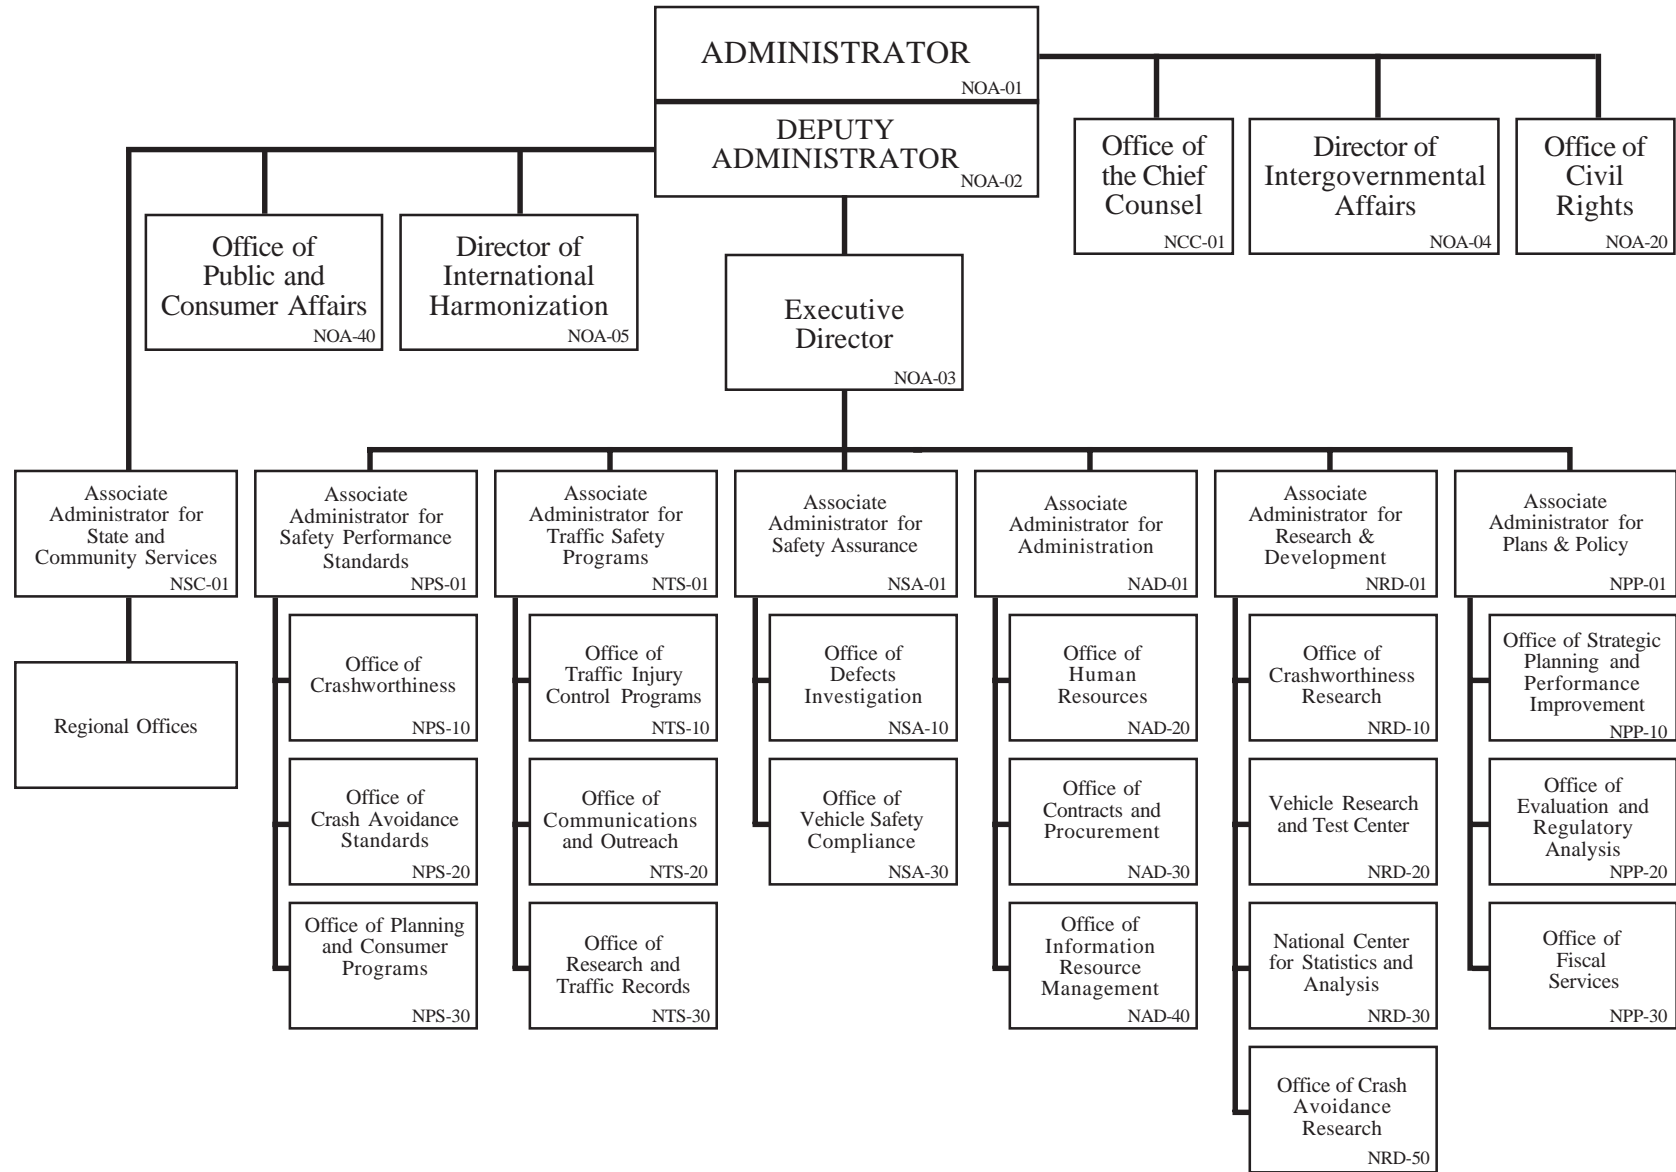 ADMINISTRATOR
NOA-01
DEPUTY
ADMINISTRATOR
NOA-02
Office of
the Chief
Counsel
NCC-01
Director of
Intergovernmental
Affairs
NOA-04
Office of
Civil
Rights
NOA-20
Office of
Public and
Consumer Affairs
NOA-40
Director of
International
Harmonization
NOA-05
Executive
Director
NOA-03
Associate
Administrator for
State and
Community Services
NSC-01
Associate
Administrator for
Safety Performance
Standards
NPS-01
Associate
Administrator for
Traffic Safety
Programs
NTS-01
Associate
Administrator for
Safety Assurance
NSA-01
Associate
Administrator for
Administration
NAD-01
Associate
Administrator for
Research &
Development
NRD-01
Associate
Administrator for
Plans & Policy
NPP-01
Regional Offices
Office of
Crashworthiness
NPS-10
Office of
Crash Avoidance
Standards
NPS-20
Office of Planning
and Consumer
Programs
NPS-30
Office of
Traffic Injury
Control Programs
NTS-10
Office of
Communications
and Outreach
NTS-20
Office of
Research and
Traffic Records
NTS-30
Office of
Defects
Investigation
NSA-10
Office of
Vehicle Safety
Compliance
NSA-30
Office of
Human
Resources
NAD-20
Office of
Contracts and
Procurement
NAD-30
Office of
Information
Resource
Management
NAD-40
Office of
Crashworthiness
Research
NRD-10
Vehicle Research
and Test Center
NRD-20
National Center
for Statistics and
Analysis
NRD-30
Office of Crash
Avoidance
Research
NRD-50
Office of Strategic
Planning and
Performance
Improvement
NPP-10
Office of
Evaluation and
Regulatory
Analysis
NPP-20
Office of
Fiscal
Services
NPP-30